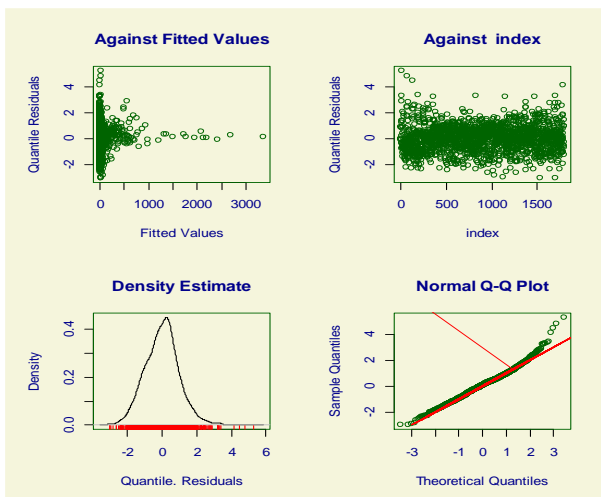 Against Fitted Values
Quantile Residuals
-2 0 2 4
0 1000 2000 3000
Fitted Values
Against index
Quantile Residuals
-2 0 2 4
0 500 1000 1500
index
Density Estimate
Density
0.0 0.2 0.4
-2 0 2 4 6
Quantile. Residuals
Normal Q-Q Plot
Sample Quantiles
-2 0 2 4
-3 -2 -1 0 1 2 3
Theoretical Quantiles